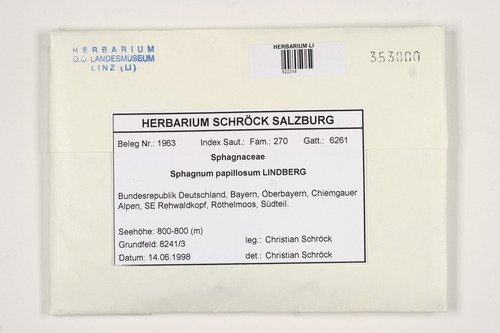 HERBARIUM
O.Ö. LANDESMUSEUM
LINZ (LI)
HERBARIUM LI
353800
HERBARIUM SCHRÖCK SALZBURG
Beleg Nr.: 1963 Index Saut.: Fam.: 270 Gatt.: 6261
Sphagnaceae
Sphagnum papillosum LINDBERG
Bundesrepublik Deutschland, Bayern, Oberbayern, Chiemgauer
Alpen, SE Rehwaldkopf, Röthelmoos, Südteil.
Seehöhe: 800-800 (m)
Grundfeld: 8241/3 leg.: Christian Schröck
Datum: 14.06.1998 det.: Christian Schröck